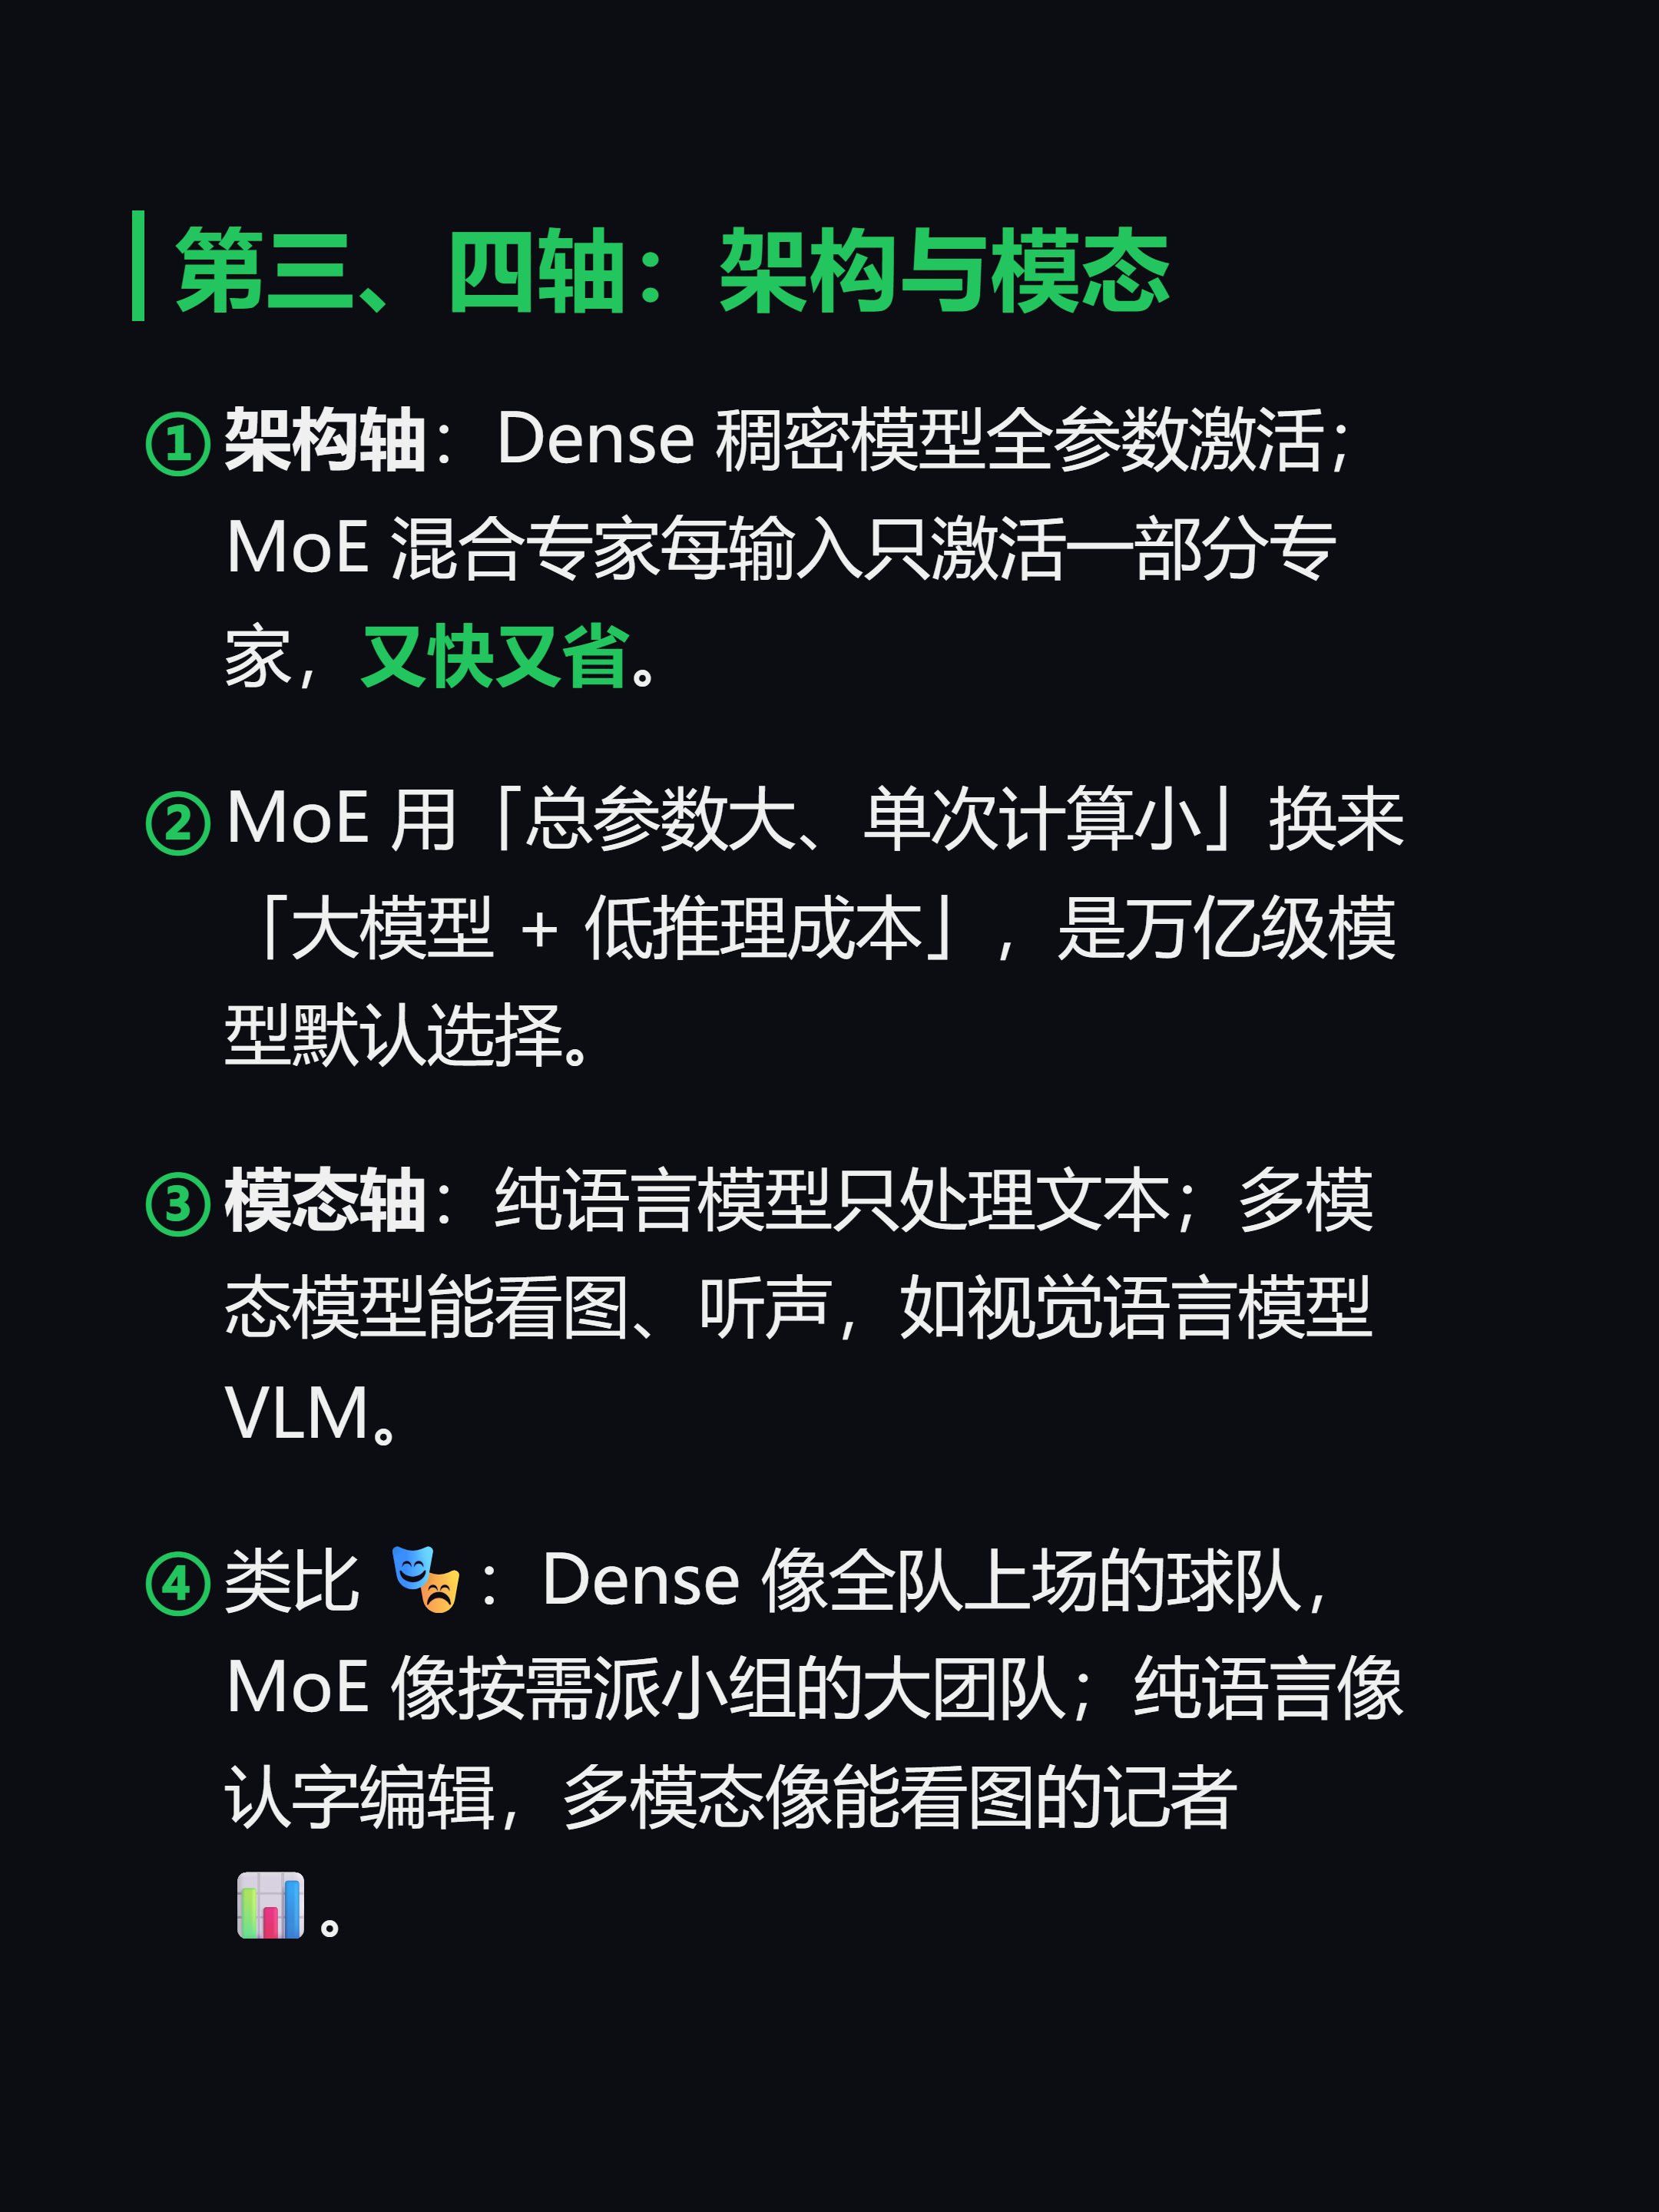 第三、四轴：架构与模态
① 架构轴：Dense 稠密模型全参数激活；
MoE 混合专家每输入只激活一部分专
家，又快又省。
② MoE 用「总参数大、单次计算小」换来
「大模型 + 低推理成本」，是万亿级模
型默认选择。
③ 模态轴：纯语言模型只处理文本；多模
态模型能看图、听声，如视觉语言模型
VLM。
④ 类比 🎭：Dense 像全队上场的球队，
MoE 像按需派小组的大团队；纯语言像
认字编辑，多模态像能看图的记者
📊。